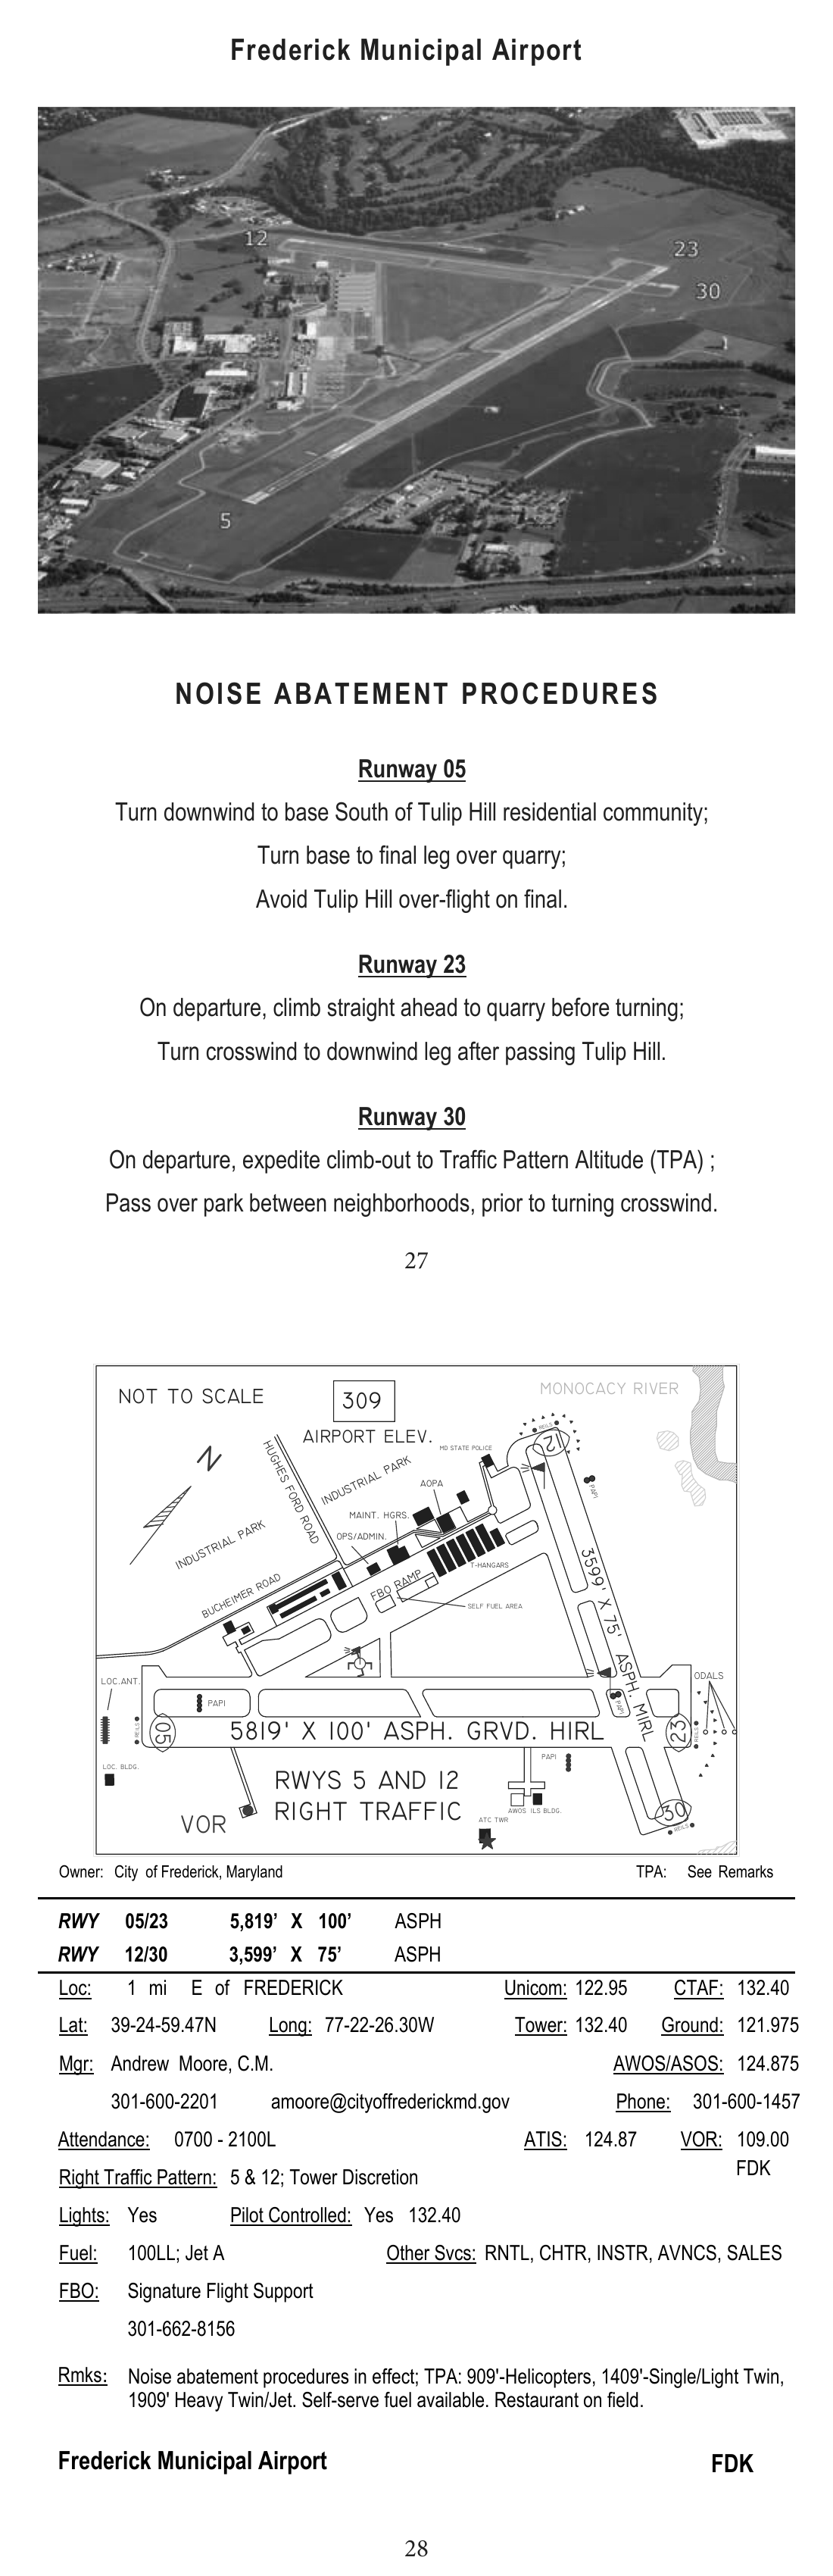 Frederick Municipal Airport
12
23
30
5
NOISE ABATEMENT PROCEDURES
Runway 05
Turn downwind to base South of Tulip Hill residential community;
Turn base to final leg over quarry;
Avoid Tulip Hill over-flight on final.
Runway 23
On departure, climb straight ahead to quarry before turning;
Turn crosswind to downwind leg after passing Tulip Hill.
Runway 30
On departure, expedite climb-out to Traffic Pattern Altitude (TPA) ;
Pass over park between neighborhoods, prior to turning crosswind.
27
NOT TO SCALE
309
AIRPORT ELEV.
MONOCACY RIVER
N
HUGHES FORD ROAD
INDUSTRIAL PARK
MD STATE POLICE
REILS
12
AOPA
PAPI
MAINT. HGRS.
OPS/ADMIN.
INDUSTRIAL PARK
T-HANGARS
BUCHEIMER ROAD
FBO RAMP
SELF FUEL AREA
3599' X 75' ASPH. MIRL
LOC.ANT.
ODALS
PAPI
PAPI
REILS
05
5819' X 100' ASPH. GRVD. HIRL
23
REILS
LOC. BLDG.
PAPI
RWYS 5 AND 12
RIGHT TRAFFIC
VOR
AWOS ILS BLDG.
ATC TWR
30
REILS
Owner: City of Frederick, Maryland TPA: See Remarks
RWY 05/23 5,819’ X 100’ ASPH
RWY 12/30 3,599’ X 75’ ASPH
Loc: 1 mi E of FREDERICK Unicom: 122.95 CTAF: 132.40
Lat: 39-24-59.47N Long: 77-22-26.30W Tower: 132.40 Ground: 121.975
Mgr: Andrew Moore, C.M. AWOS/ASOS: 124.875
301-600-2201 amoore@cityoffrederickmd.gov Phone: 301-600-1457
Attendance: 0700 - 2100L ATIS: 124.87 VOR: 109.00
FDK
Right Traffic Pattern: 5 & 12; Tower Discretion
Lights: Yes Pilot Controlled: Yes 132.40
Fuel: 100LL; Jet A Other Svcs: RNTL, CHTR, INSTR, AVNCS, SALES
FBO: Signature Flight Support
301-662-8156
Rmks: Noise abatement procedures in effect; TPA: 909'-Helicopters, 1409'-Single/Light Twin,
1909' Heavy Twin/Jet. Self-serve fuel available. Restaurant on field.
Frederick Municipal Airport FDK
28